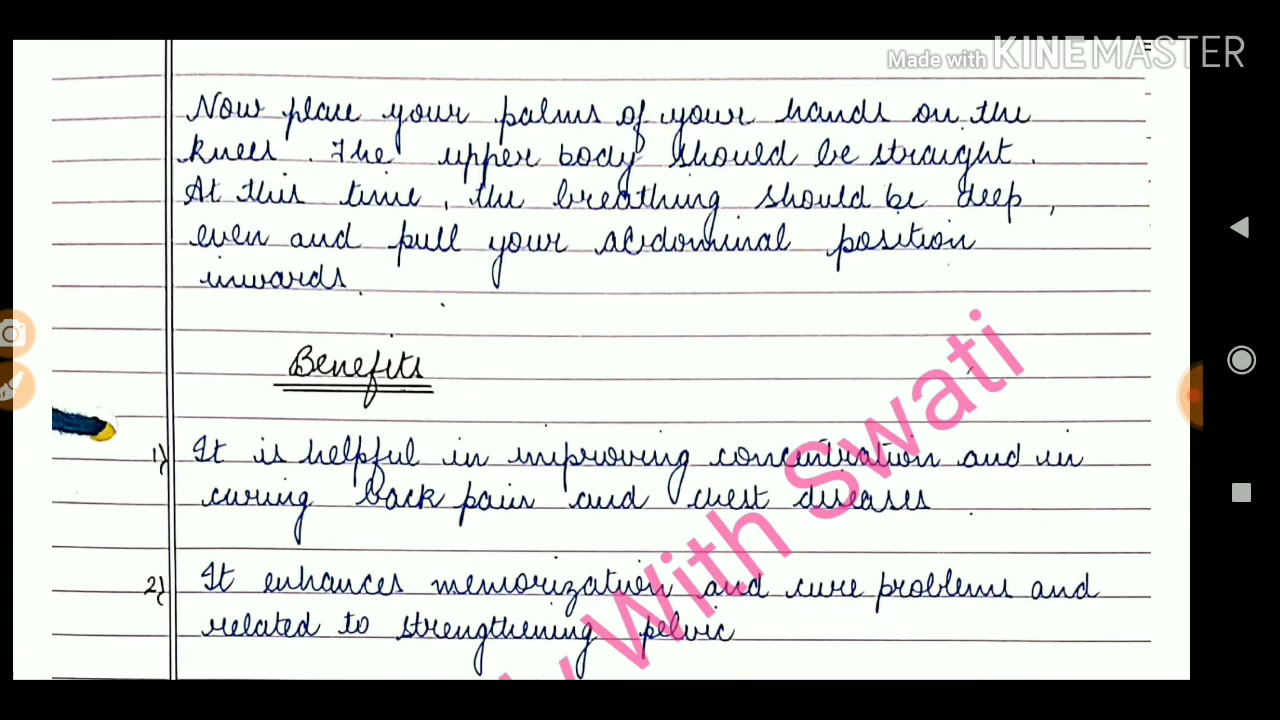 Made with KINEMASTER
Now place your palms of your hands on the
knees. The upper body should be straight.
At this time, the breathing should be deep,
even and pull your abdominal position
inwards.
Benefits
1) It is helpful in improving concentration and in
curing back pain and chest diseases.
2) It enhances memorization and cure problems and
related to strengthening pelvic
With Swati